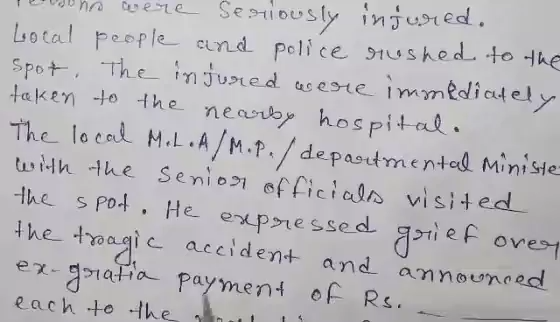 persons were seriously injured.
Local people and police rushed to the
spot. The injured were immediately
taken to the nearby hospital.
The local M.L.A/M.P./departmental Ministe
with the senior officials visited
the spot. He expressed grief over
the tragic accident and announced
ex-gratia payment of Rs. ______
each to the